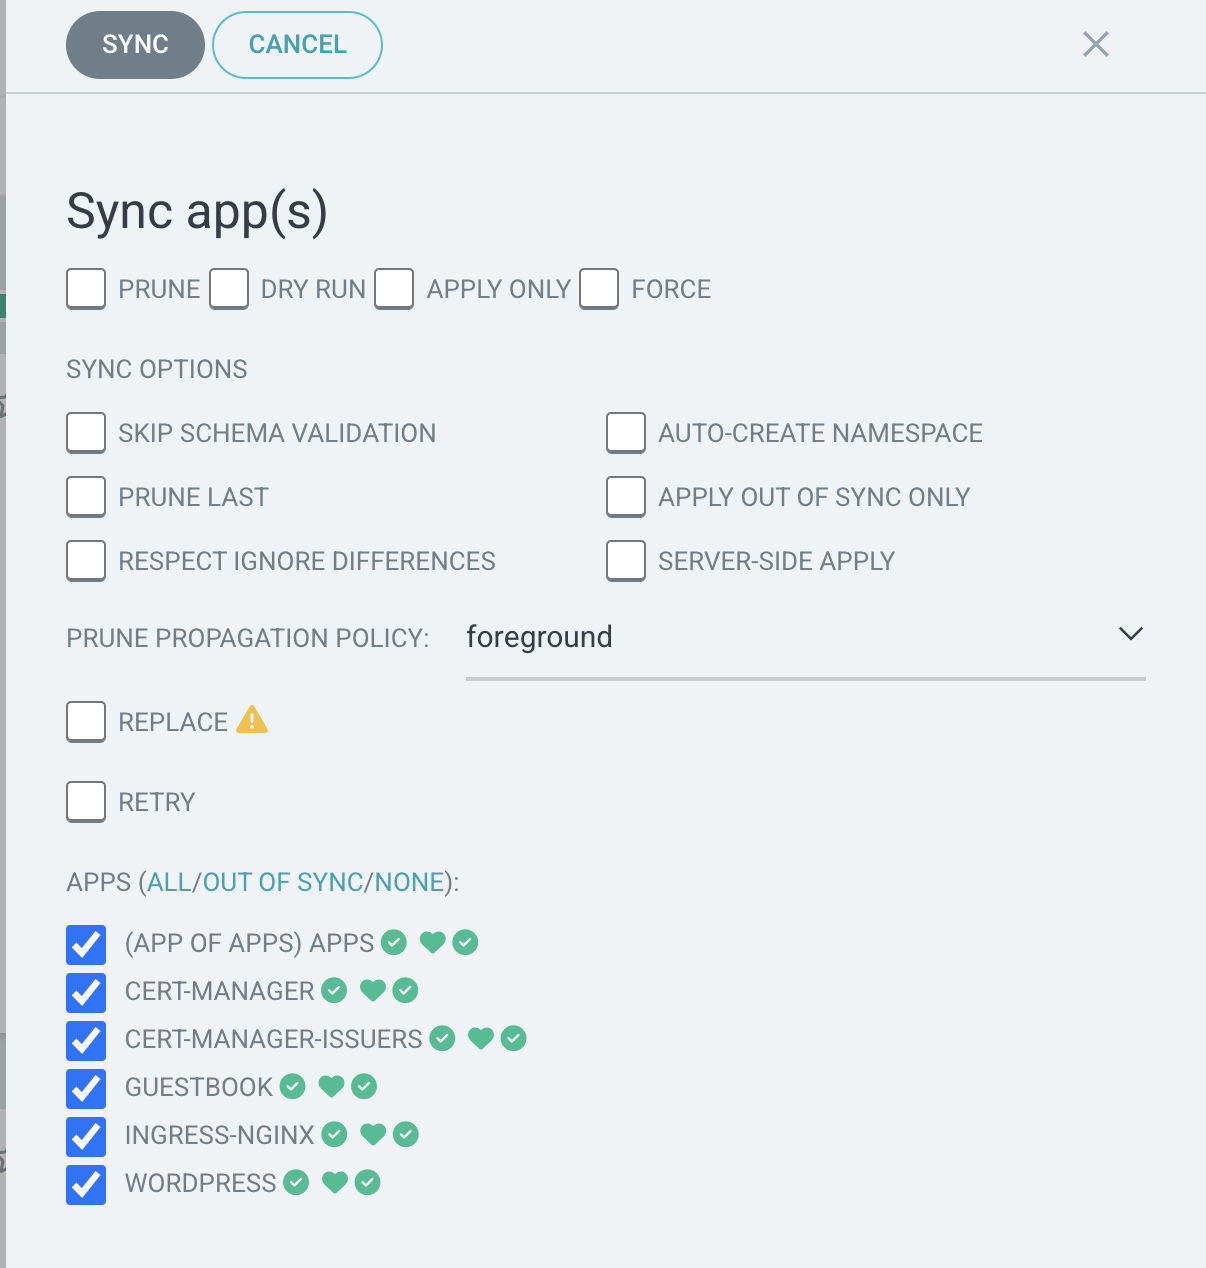 SYNC CANCEL
Sync app(s)
PRUNE DRY RUN APPLY ONLY FORCE
SYNC OPTIONS
SKIP SCHEMA VALIDATION AUTO-CREATE NAMESPACE
PRUNE LAST APPLY OUT OF SYNC ONLY
RESPECT IGNORE DIFFERENCES SERVER-SIDE APPLY
PRUNE PROPAGATION POLICY: foreground
REPLACE
RETRY
APPS (ALL/OUT OF SYNC/NONE):
(APP OF APPS) APPS
CERT-MANAGER
CERT-MANAGER-ISSUERS
GUESTBOOK
INGRESS-NGINX
WORDPRESS